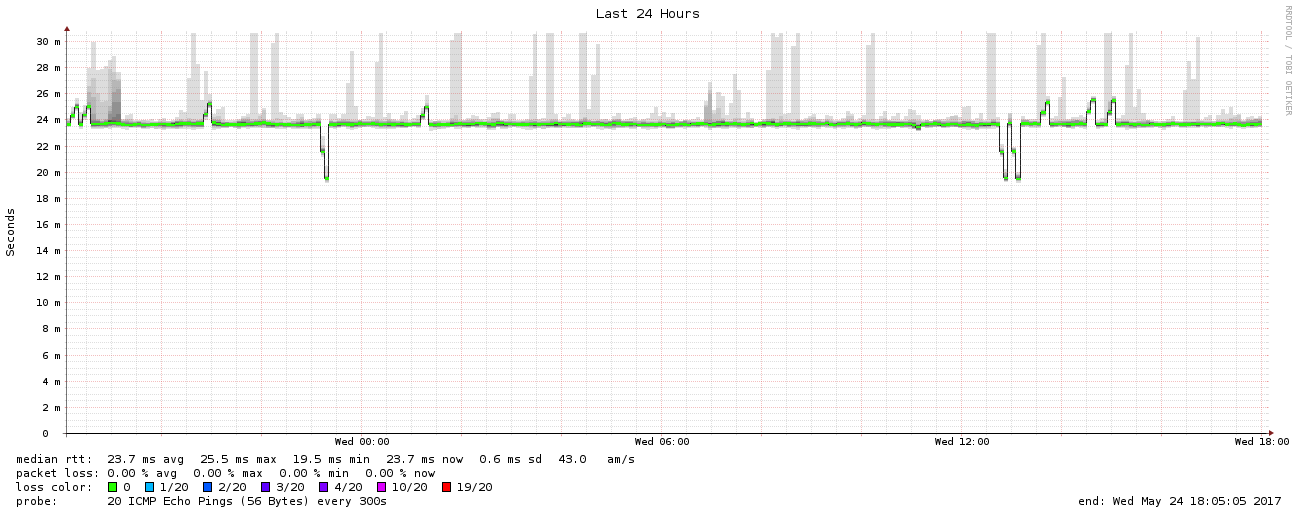 Last 24 Hours
RRDTOOL / TOBI OETIKER
Seconds
30 m
28 m
26 m
24 m
22 m
20 m
18 m
16 m
14 m
12 m
10 m
8 m
6 m
4 m
2 m
0
Wed 00:00 Wed 06:00 Wed 12:00 Wed 18:00
median rtt: 23.7 ms avg 25.5 ms max 19.5 ms min 23.7 ms now 0.6 ms sd 43.0 am/s
packet loss: 0.00 % avg 0.00 % max 0.00 % min 0.00 % now
loss color: 0 1/20 2/20 3/20 4/20 10/20 19/20
probe: 20 ICMP Echo Pings (56 Bytes) every 300s end: Wed May 24 18:05:05 2017